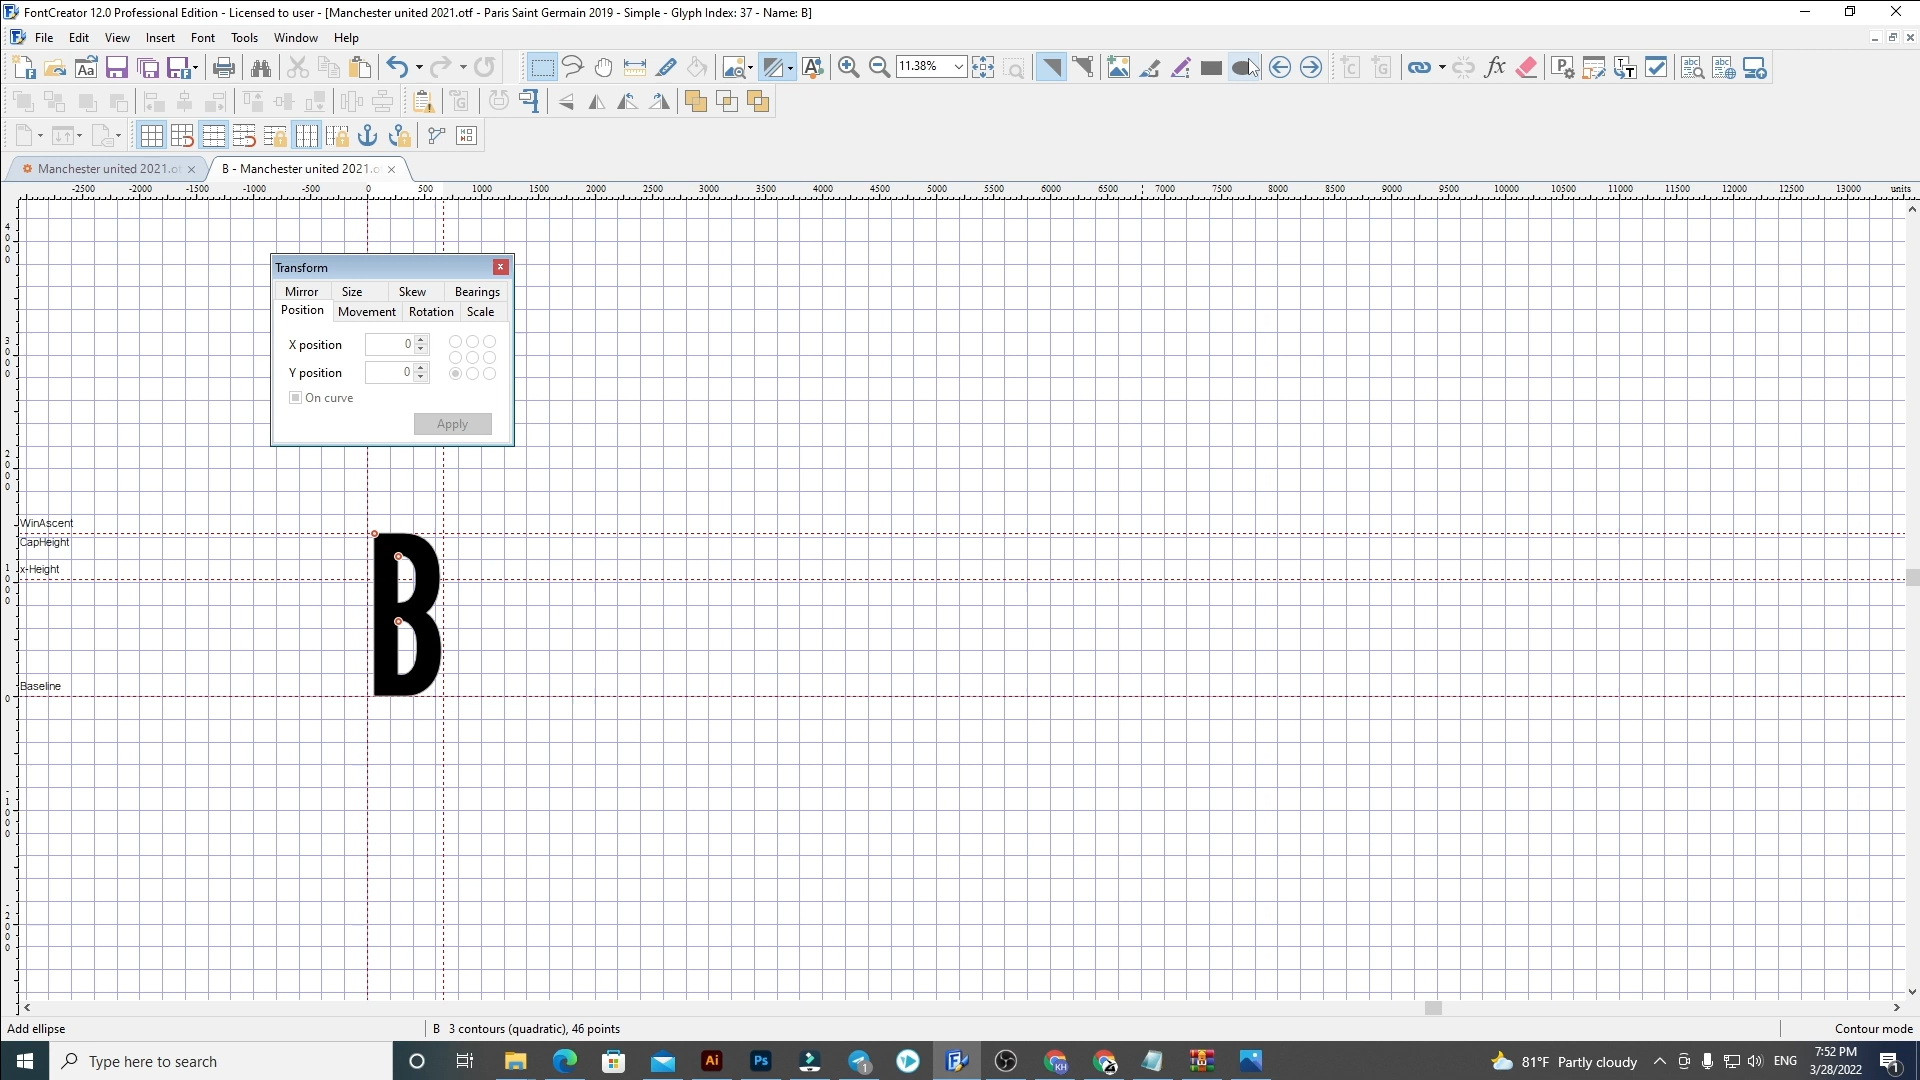 FontCreator 12.0 Professional Edition - Licensed to user - [Manchester united 2021.otf - Paris Saint Germain 2019 - Simple - Glyph Index: 37 - Name: B]
File Edit View Insert Font Tools Window Help
11.38%
Manchester united 2021.ot
B - Manchester united 2021.o
-2500 -2000 -1500 -1000 -500 0 500 1000 1500 2000 2500 3000 3500 4000 4500 5000 5500 6000 6500 7000 7500 8000 8500 9000 9500 10000 10500 11000 11500 12000 12500 13000 units
Transform
Mirror Size Skew Bearings
Position Movement Rotation Scale
X position 0
Y position 0
On curve
Apply
WinAscent
CapHeight
x-Height
Baseline
B
Add ellipse
B 3 contours (quadratic), 46 points
Contour mode
Type here to search
81°F Partly cloudy
ENG
7:52 PM
3/28/2022